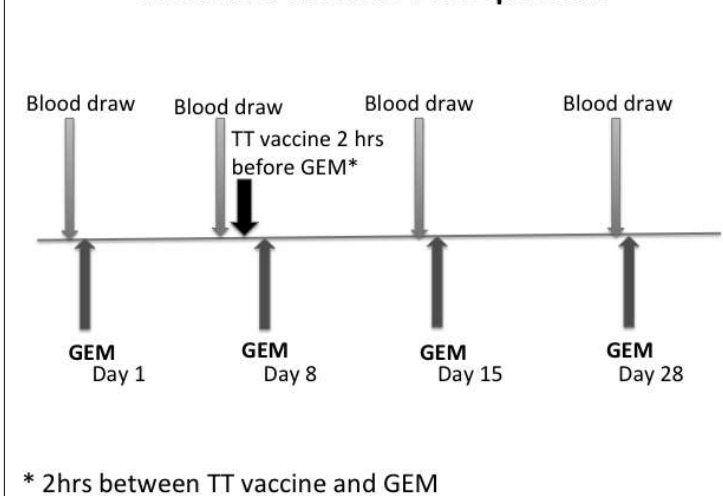 Blood draw
Blood draw
Blood draw
Blood draw
TT vaccine 2 hrs
before GEM*
GEM
Day 1
GEM
Day 8
GEM
Day 15
GEM
Day 28
* 2hrs between TT vaccine and GEM